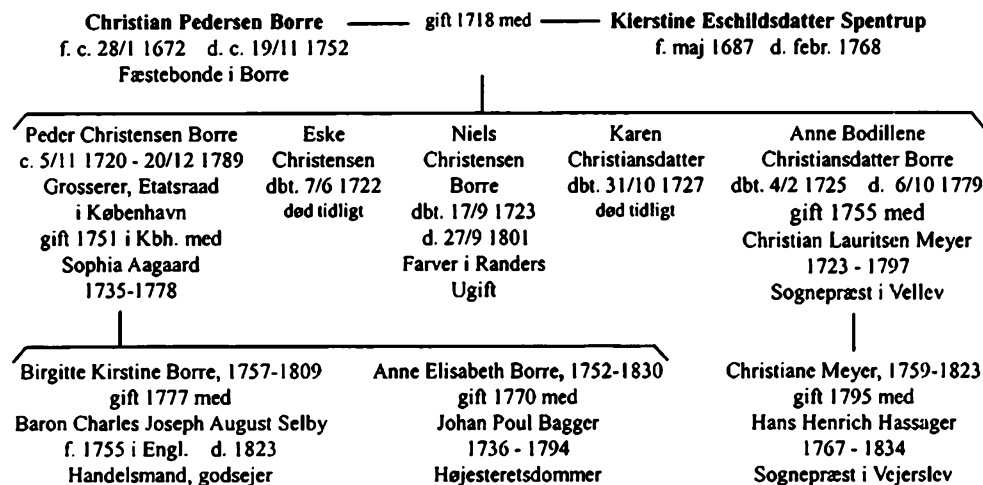 Christian Pedersen Borre
f. c. 28/1 1672 d. c. 19/11 1752
Fæstebonde i Borre
gift 1718 med
Kierstine Eschildsdatter Spentrup
f. maj 1687 d. febr. 1768
Peder Christensen Borre
c. 5/11 1720 - 20/12 1789
Grosserer, Etatsraad
i København
gift 1751 i Kbh. med
Sophia Aagaard
1735-1778
Eske
Christensen
dbt. 7/6 1722
død tidligt
Niels
Christensen
Borre
dbt. 17/9 1723
d. 27/9 1801
Farver i Randers
Ugift
Karen
Christiansdatter
dbt. 31/10 1727
død tidligt
Anne Bodillene
Christiansdatter Borre
dbt. 4/2 1725 d. 6/10 1779
gift 1755 med
Christian Lauritsen Meyer
1723 - 1797
Sognepræst i Vellev
Birgitte Kirstine Borre, 1757-1809
gift 1777 med
Baron Charles Joseph August Selby
f. 1755 i Engl. d. 1823
Handelsmand, godsejer
Anne Elisabeth Borre, 1752-1830
gift 1770 med
Johan Poul Bagger
1736 - 1794
Højesteretsdommer
Christiane Meyer, 1759-1823
gift 1795 med
Hans Henrich Hassager
1767 - 1834
Sognepræst i Vejerslev